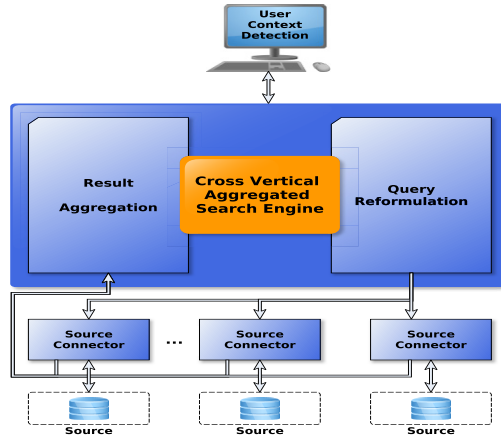 User
Context
Detection
Result
Aggregation
Cross Vertical
Aggregated
Search Engine
Query
Reformulation
Source
Connector
...
Source
Connector
Source
Connector
Source
Source
Source